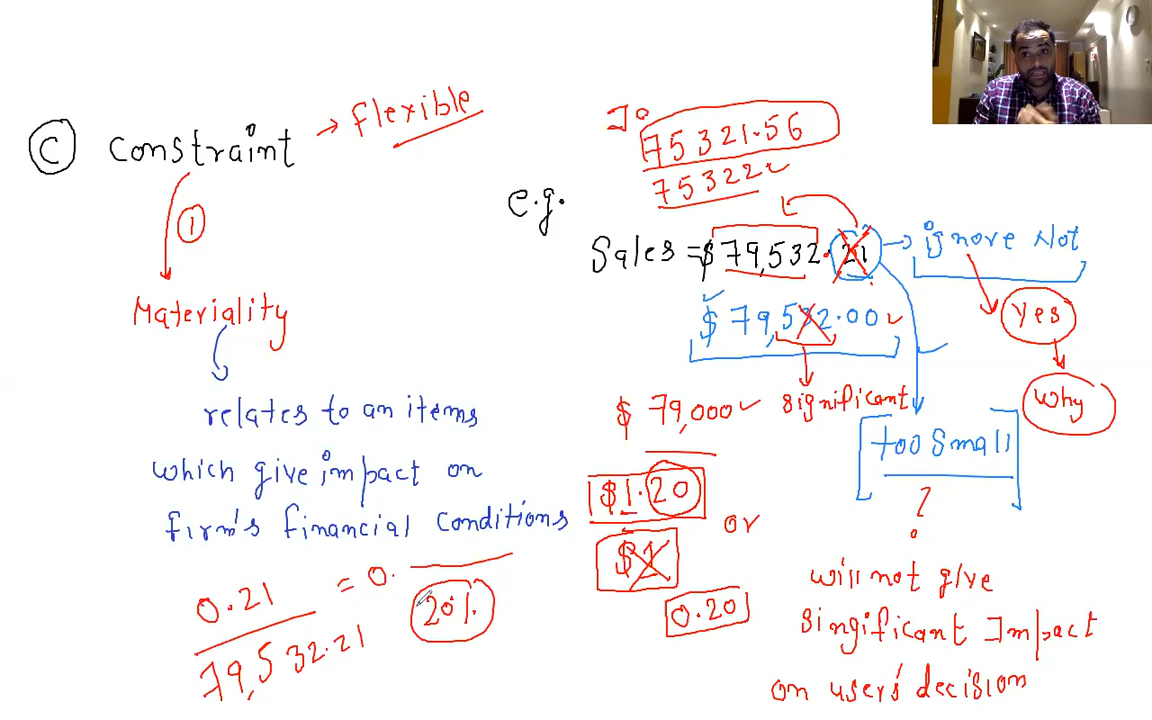 C Constraint → Flexible
1
Materiality
relates to an items
which give impact on
firm's financial conditions
0.21 = 0.
79,532.21
20%
75321.56
75322
e.g.
Sales = $ 79,532.21 → ignore Not
$ 79,532.00
Yes
Why
significant
$ 79,000
too Small
?
$1.20
or
$1
0.20
will not give
singificant Impact
on users' decision